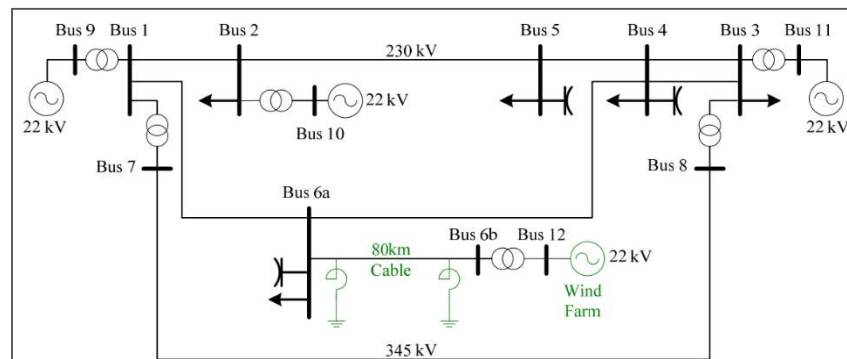 Bus 9
Bus 1
Bus 2
Bus 5
Bus 4
Bus 3
Bus 11
230 kV
22 kV
22 kV
Bus 10
22 kV
Bus 7
Bus 8
Bus 6a
80km
Cable
Bus 6b
Bus 12
22 kV
Wind
Farm
345 kV